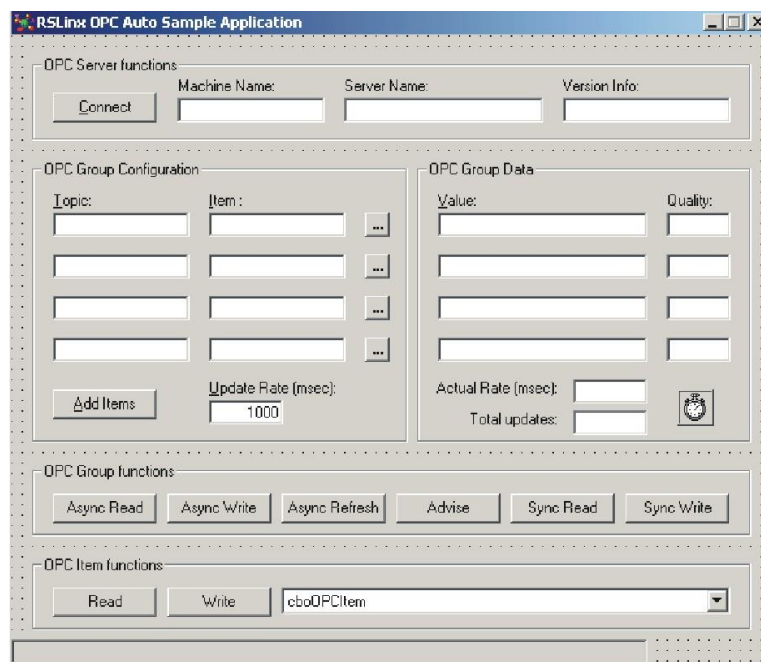 RSLinx OPC Auto Sample Application
OPC Server functions
Machine Name: Server Name: Version Info:
Connect
OPC Group Configuration OPC Group Data
Topic: Item : Value: Quality:
...
...
...
...
Update Rate (msec): Actual Rate (msec):
Add Items 1000 Total updates:
OPC Group functions
Async Read Async Write Async Refresh Advise Sync Read Sync Write
OPC Item functions
Read Write cboOPCItem